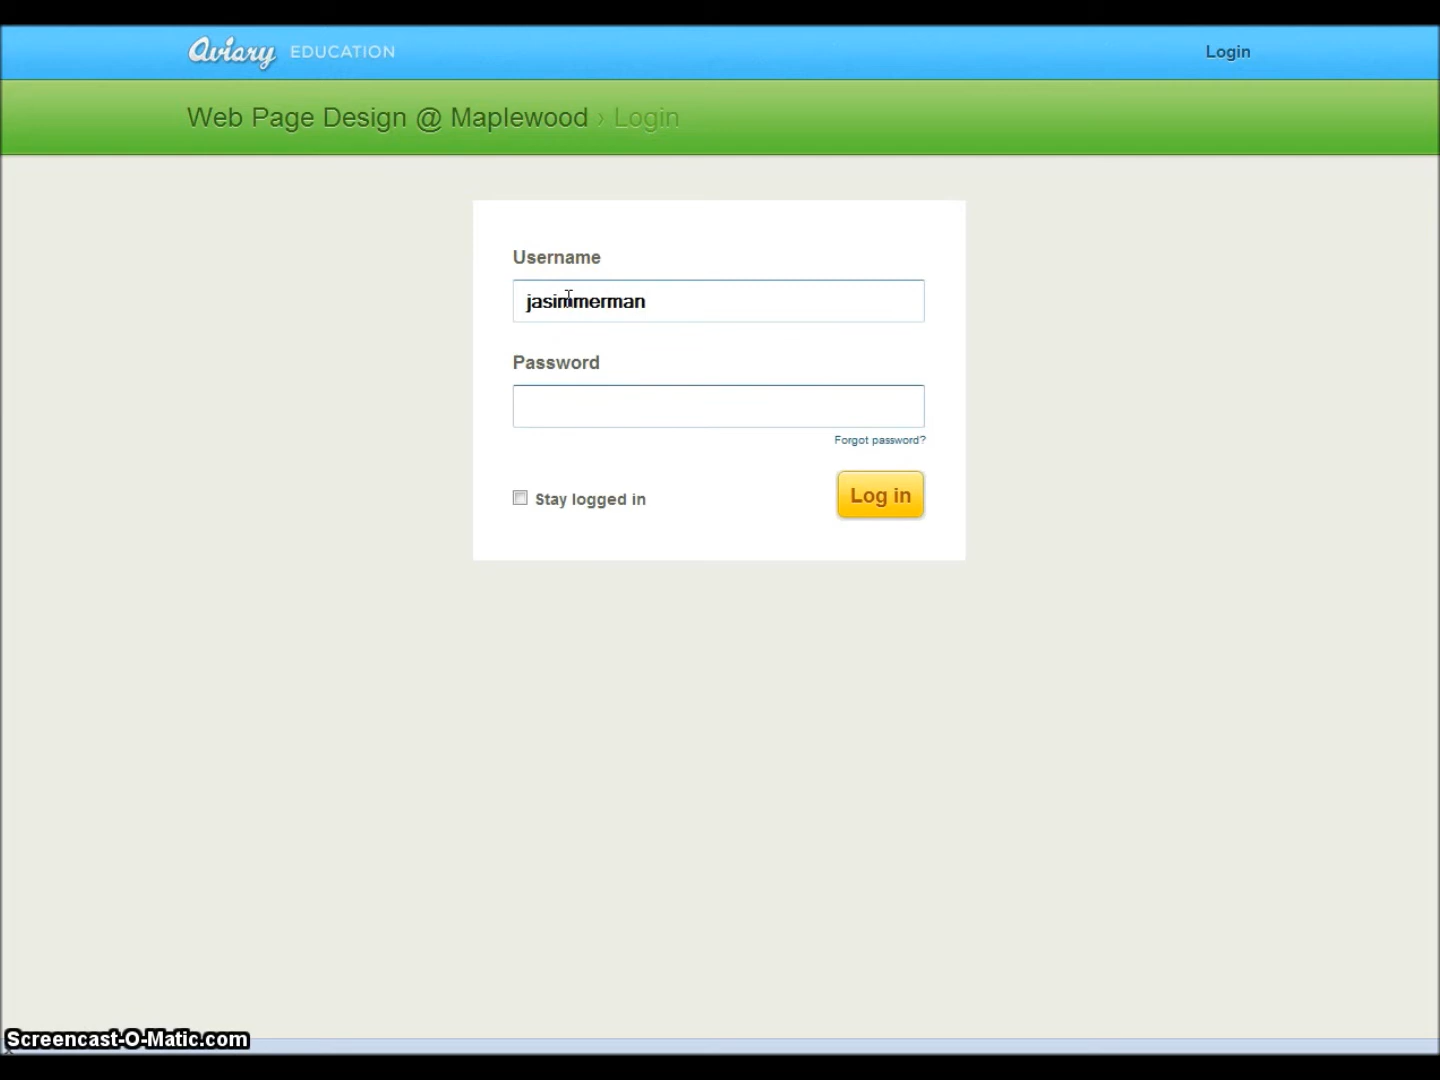 Aviary EDUCATION
Login
Web Page Design @ Maplewood › Login
Username
jasimmerman
Password
Forgot password?
Stay logged in
Log in
Screencast-O-Matic.com